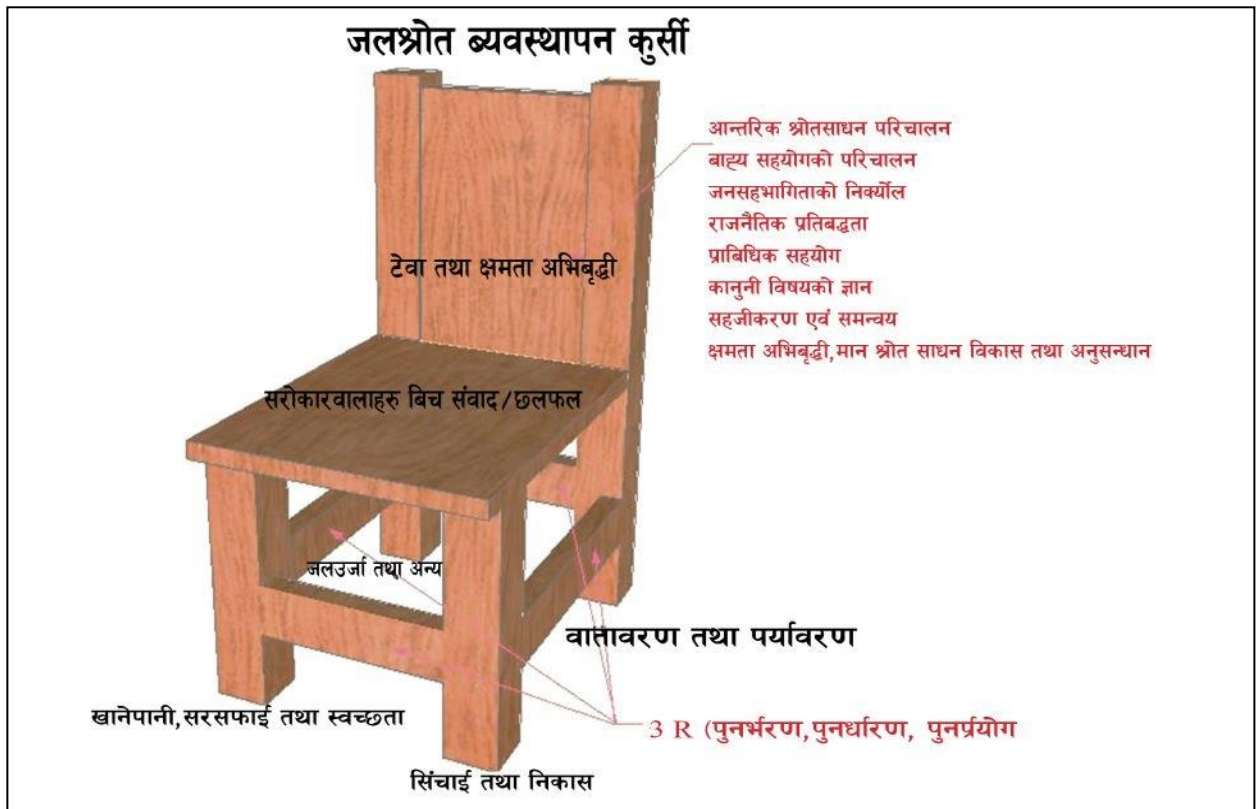 जलश्रोत ब्यवस्थापन कुर्सी
आन्तरिक श्रोतसाधन परिचालन
बाह्य सहयोगको परिचालन
जनसहभागिताको निर्क्योल
राजनैतिक प्रतिबद्धता
प्राबिधिक सहयोग
कानुनी विषयको ज्ञान
सहजीकरण एवं समन्वय
क्षमता अभिबृद्धी,मान श्रोत साधन विकास तथा अनुसन्धान
टेवा तथा क्षमता अभिबृद्धी
सरोकारवालाहरु बिच संवाद/छलफल
जलउर्जा तथा अन्य
वातावरण तथा पर्यावरण
खानेपानी,सरसफाई तथा स्वच्छता
3 R (पुनर्भरण,पुनर्धारण, पुनर्प्रयोग
सिंचाई तथा निकास